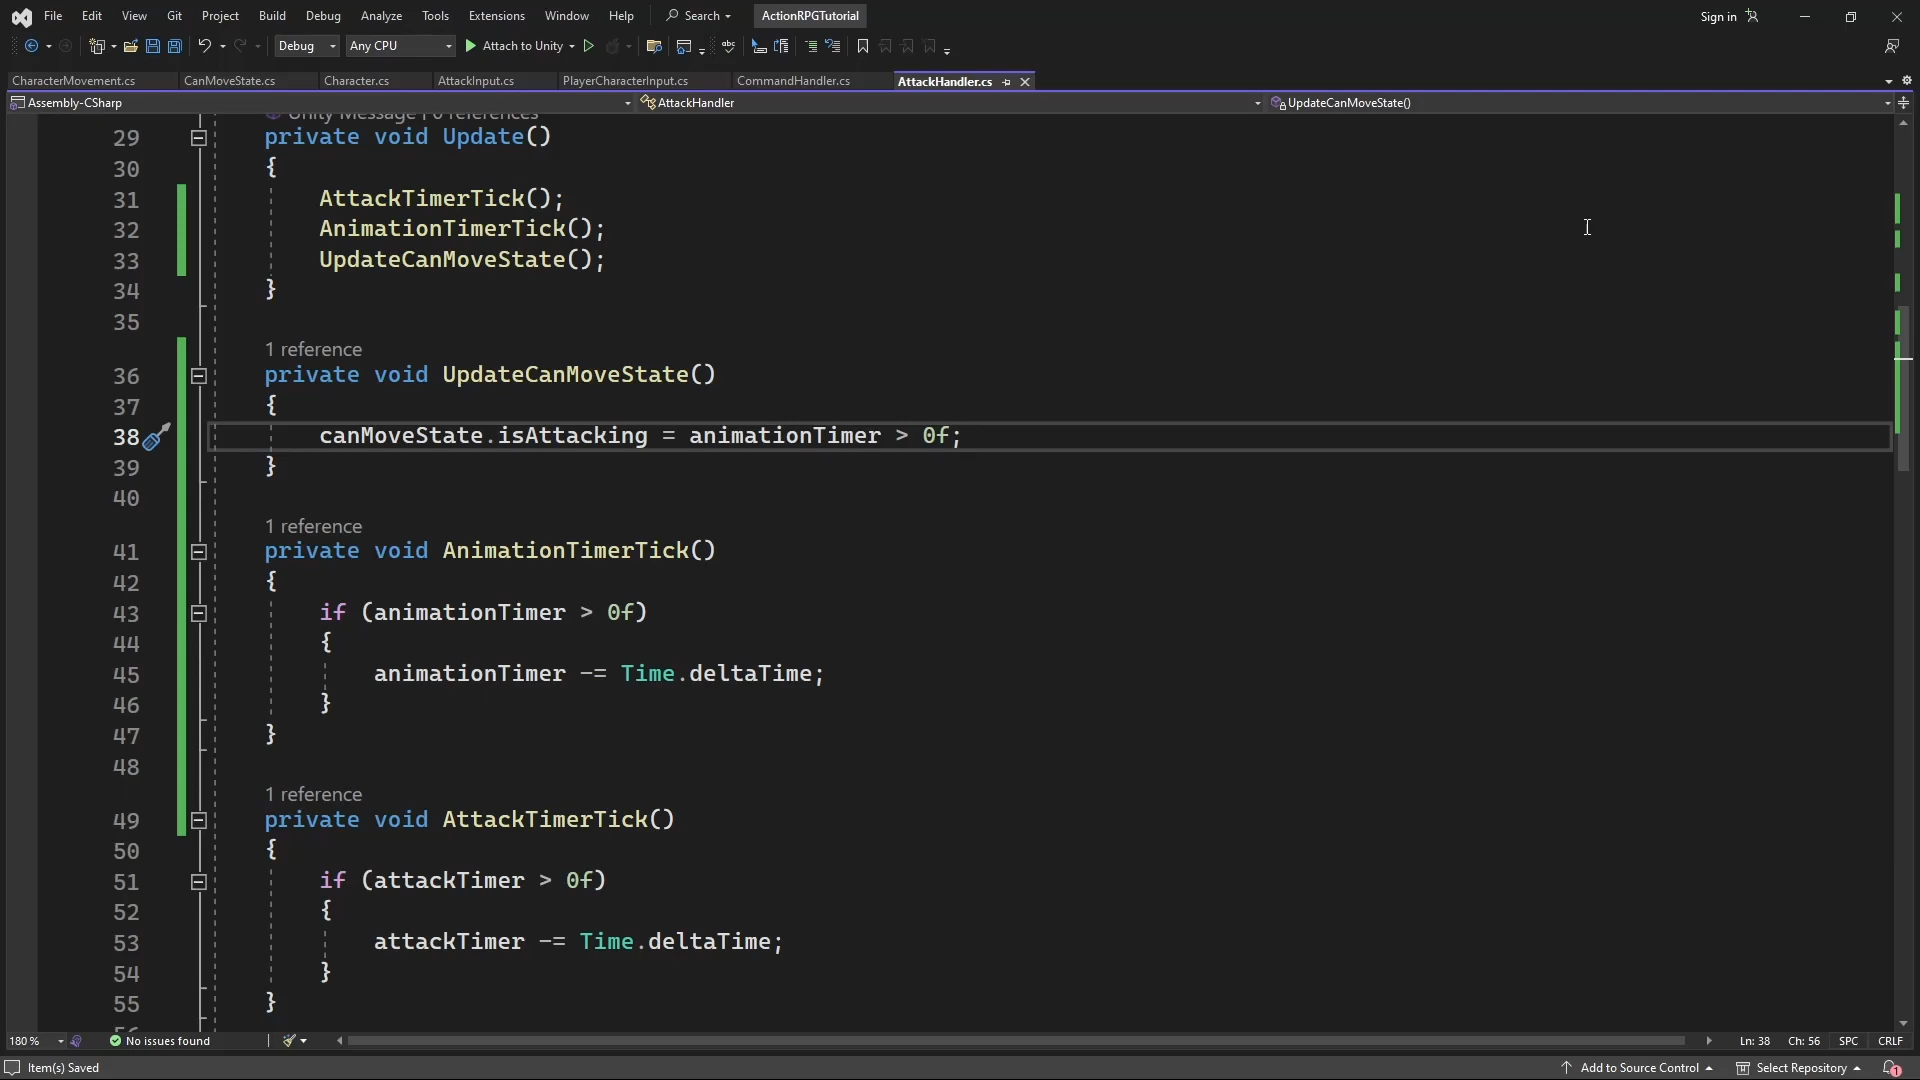 File Edit View Git Project Build Debug Analyze Tools Extensions Window Help Search ActionRPGTutorial Sign in
Debug Any CPU Attach to Unity
CharacterMovement.cs CanMoveState.cs Character.cs AttackInput.cs PlayerCharacterInput.cs CommandHandler.cs AttackHandler.cs
Assembly-CSharp AttackHandler UpdateCanMoveState()
Unity Message | 0 references
29 private void Update()
30 {
31 AttackTimerTick();
32 AnimationTimerTick();
33 UpdateCanMoveState();
34 }
35
1 reference
36 private void UpdateCanMoveState()
37 {
38 canMoveState.isAttacking = animationTimer > 0f;
39 }
40
1 reference
41 private void AnimationTimerTick()
42 {
43 if (animationTimer > 0f)
44 {
45 animationTimer -= Time.deltaTime;
46 }
47 }
48
1 reference
49 private void AttackTimerTick()
50 {
51 if (attackTimer > 0f)
52 {
53 attackTimer -= Time.deltaTime;
54 }
55 }
56
180 % No issues found Ln: 38 Ch: 56 SPC CRLF
Item(s) Saved Add to Source Control Select Repository 1